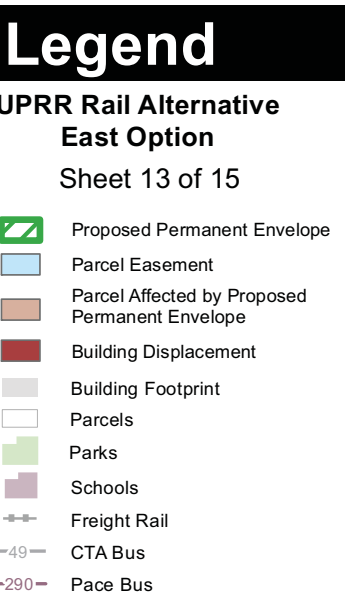 Legend
UPRR Rail Alternative
East Option
Sheet 13 of 15
Proposed Permanent Envelope
Parcel Easement
Parcel Affected by Proposed
Permanent Envelope
Building Displacement
Building Footprint
Parcels
Parks
Schools
Freight Rail
49 CTA Bus
290 Pace Bus